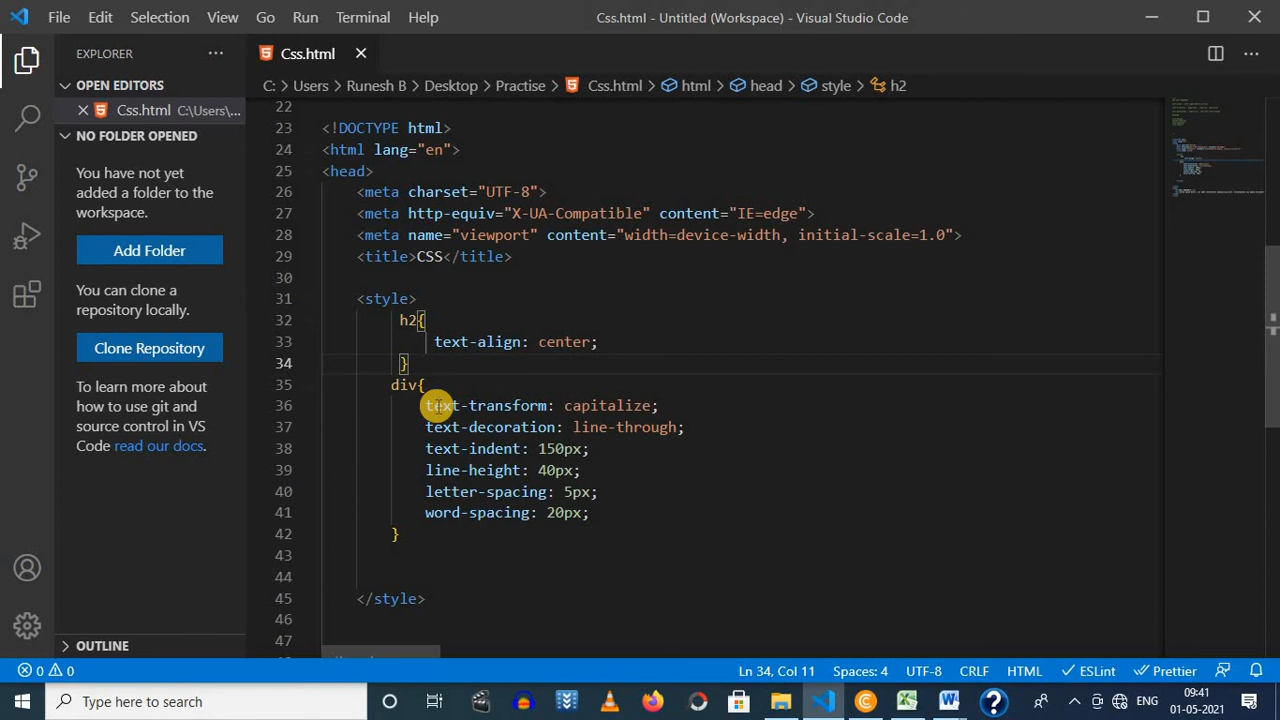 File Edit Selection View Go Run Terminal Help
Css.html - Untitled (Workspace) - Visual Studio Code
EXPLORER
OPEN EDITORS
Css.html C:\Users\...
NO FOLDER OPENED
You have not yet
added a folder to the
workspace.
Add Folder
You can clone a
repository locally.
Clone Repository
To learn more about
how to use git and
source control in VS
Code read our docs.
OUTLINE
Css.html
C: > Users > Runesh B > Desktop > Practise > Css.html > html > head > style > h2
22
23 <!DOCTYPE html>
24 <html lang="en">
25 <head>
26 <meta charset="UTF-8">
27 <meta http-equiv="X-UA-Compatible" content="IE=edge">
28 <meta name="viewport" content="width=device-width, initial-scale=1.0">
29 <title>CSS</title>
30
31 <style>
32 h2{
33 text-align: center;
34 }
35 div{
36 text-transform: capitalize;
37 text-decoration: line-through;
38 text-indent: 150px;
39 line-height: 40px;
40 letter-spacing: 5px;
41 word-spacing: 20px;
42 }
43
44
45 </style>
46
47
0 0
Ln 34, Col 11 Spaces: 4 UTF-8 CRLF HTML ESLint Prettier
Type here to search
ENG
09:41
01-05-2021